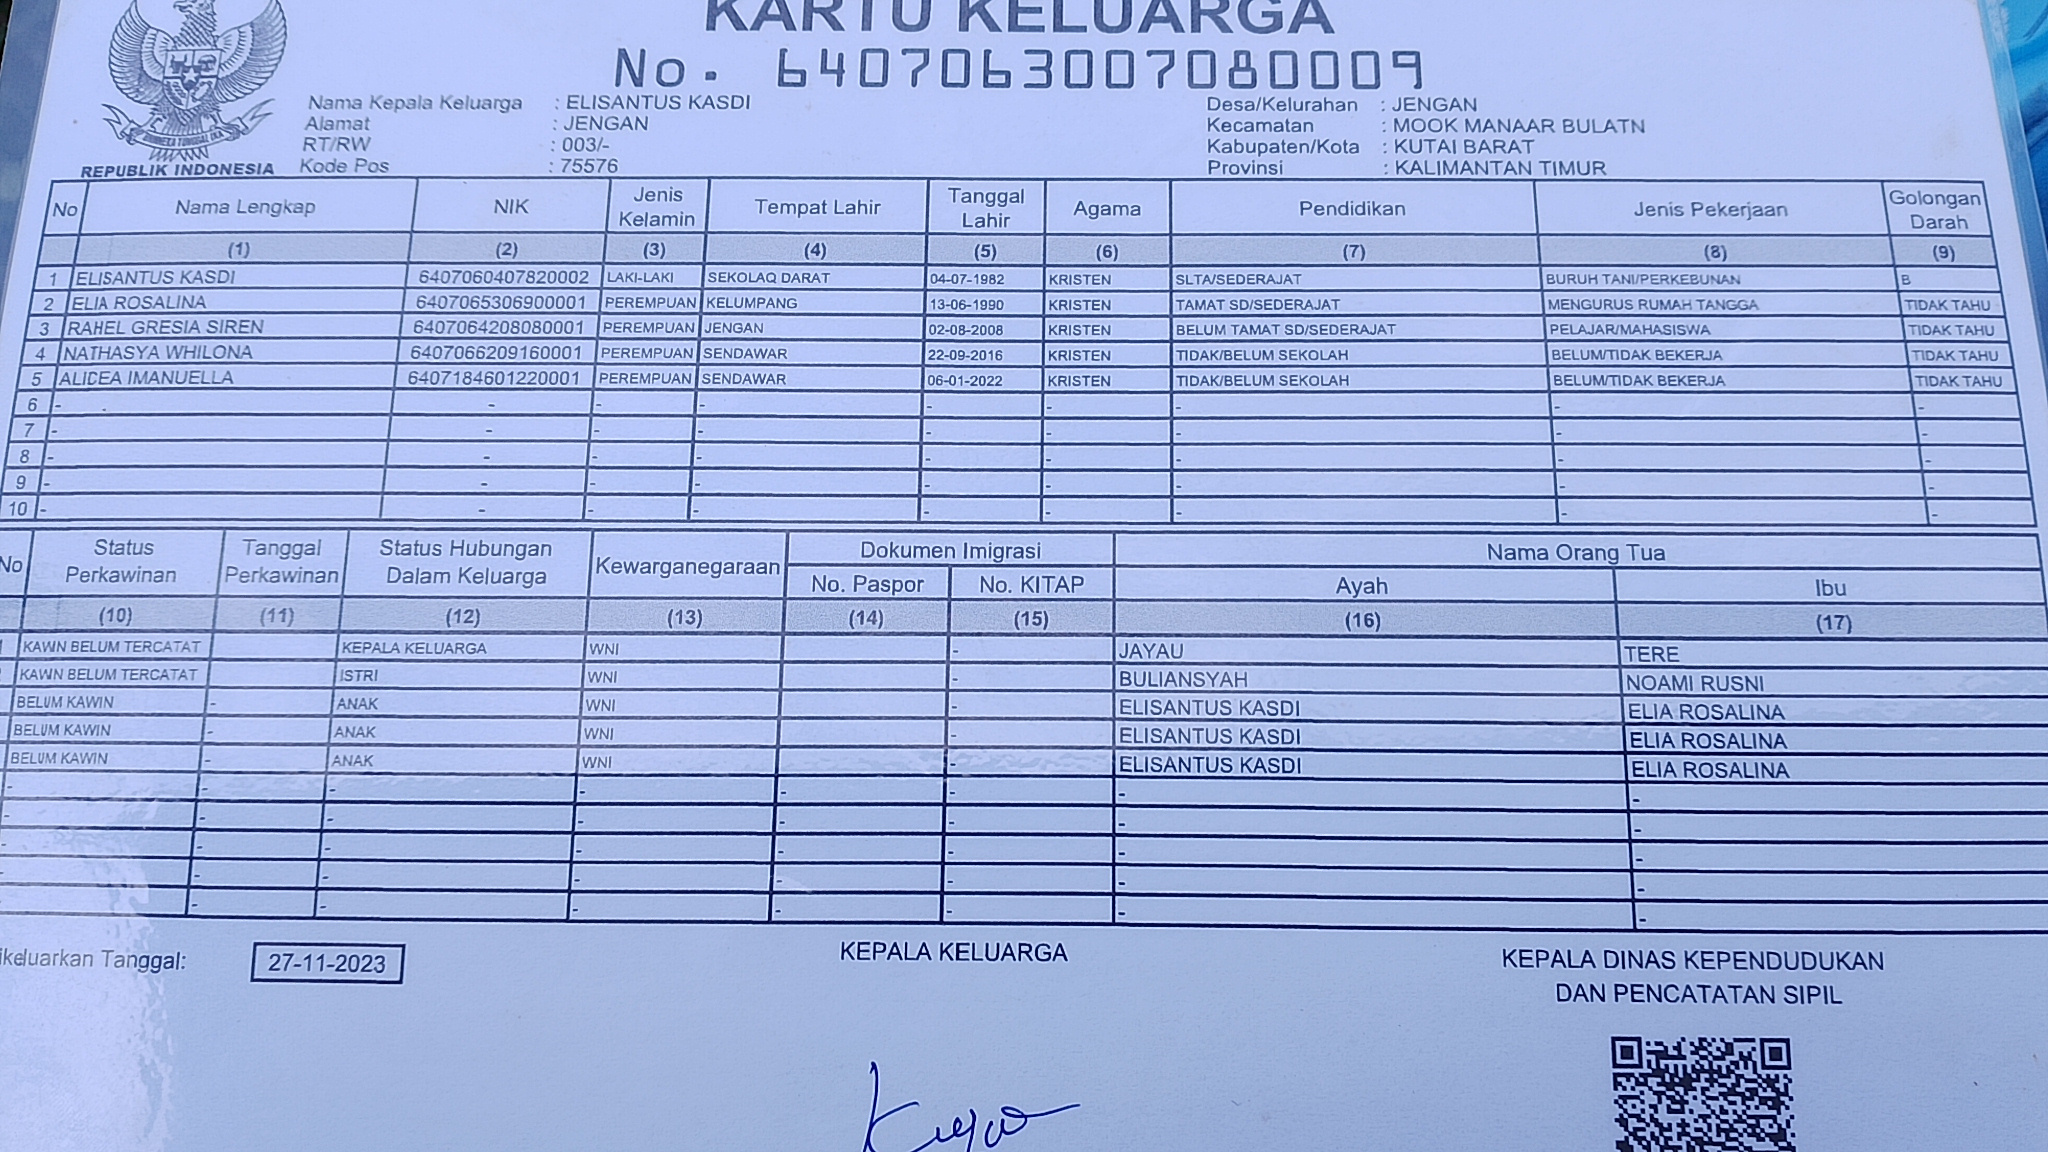 KARTU KELUARGA
No. 6407063007080009
Nama Kepala Keluarga : ELISANTUS KASDI
Alamat : JENGAN
RT/RW : 003/-
Kode Pos : 75576
Desa/Kelurahan : JENGAN
Kecamatan : MOOK MANAAR BULATN
Kabupaten/Kota : KUTAI BARAT
Provinsi : KALIMANTAN TIMUR
BHINNEKA TUNGGAL IKA
REPUBLIK INDONESIA
No Nama Lengkap NIK Jenis Kelamin Tempat Lahir Tanggal Lahir Agama Pendidikan Jenis Pekerjaan Golongan Darah
(1) (2) (3) (4) (5) (6) (7) (8) (9)
1 ELISANTUS KASDI 6407060407820002 LAKI-LAKI SEKOLAQ DARAT 04-07-1982 KRISTEN SLTA/SEDERAJAT BURUH TANI/PERKEBUNAN B
2 ELIA ROSALINA 6407065306900001 PEREMPUAN KELUMPANG 13-06-1990 KRISTEN TAMAT SD/SEDERAJAT MENGURUS RUMAH TANGGA TIDAK TAHU
3 RAHEL GRESIA SIREN 6407064208080001 PEREMPUAN JENGAN 02-08-2008 KRISTEN BELUM TAMAT SD/SEDERAJAT PELAJAR/MAHASISWA TIDAK TAHU
4 NATHASYA WHILONA 6407066209160001 PEREMPUAN SENDAWAR 22-09-2016 KRISTEN TIDAK/BELUM SEKOLAH BELUM/TIDAK BEKERJA TIDAK TAHU
5 ALICEA IMANUELLA 6407184601220001 PEREMPUAN SENDAWAR 06-01-2022 KRISTEN TIDAK/BELUM SEKOLAH BELUM/TIDAK BEKERJA TIDAK TAHU
6 - - - - - - - - -
7 - - - - - - - - -
8 - - - - - - - - -
9 - - - - - - - - -
10 - - - - - - - - -
No Status Perkawinan Tanggal Perkawinan Status Hubungan Dalam Keluarga Kewarganegaraan Dokumen Imigrasi Nama Orang Tua
No. Paspor No. KITAP Ayah Ibu
(10) (11) (12) (13) (14) (15) (16) (17)
KAWIN BELUM TERCATAT KEPALA KELUARGA WNI - JAYAU TERE
KAWIN BELUM TERCATAT ISTRI WNI - BULIANSYAH NOAMI RUSNI
BELUM KAWIN - ANAK WNI - ELISANTUS KASDI ELIA ROSALINA
BELUM KAWIN - ANAK WNI - ELISANTUS KASDI ELIA ROSALINA
BELUM KAWIN - ANAK WNI - ELISANTUS KASDI ELIA ROSALINA
- - - - - - - -
- - - - - - - -
- - - - - - - -
- - - - - - - -
- - - - - - - -
ikeluarkan Tanggal: 27-11-2023
KEPALA KELUARGA
KEPALA DINAS KEPENDUDUKAN
DAN PENCATATAN SIPIL